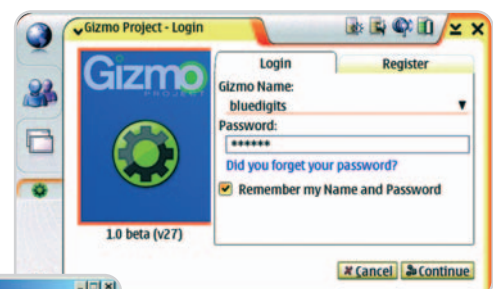 Gizmo Project - Login
Gizmo
PROJECT
1.0 beta (v27)
Login
Register
Gizmo Name:
bluedigits
Password:
******
Did you forget your password?
Remember my Name and Password
Cancel
Continue